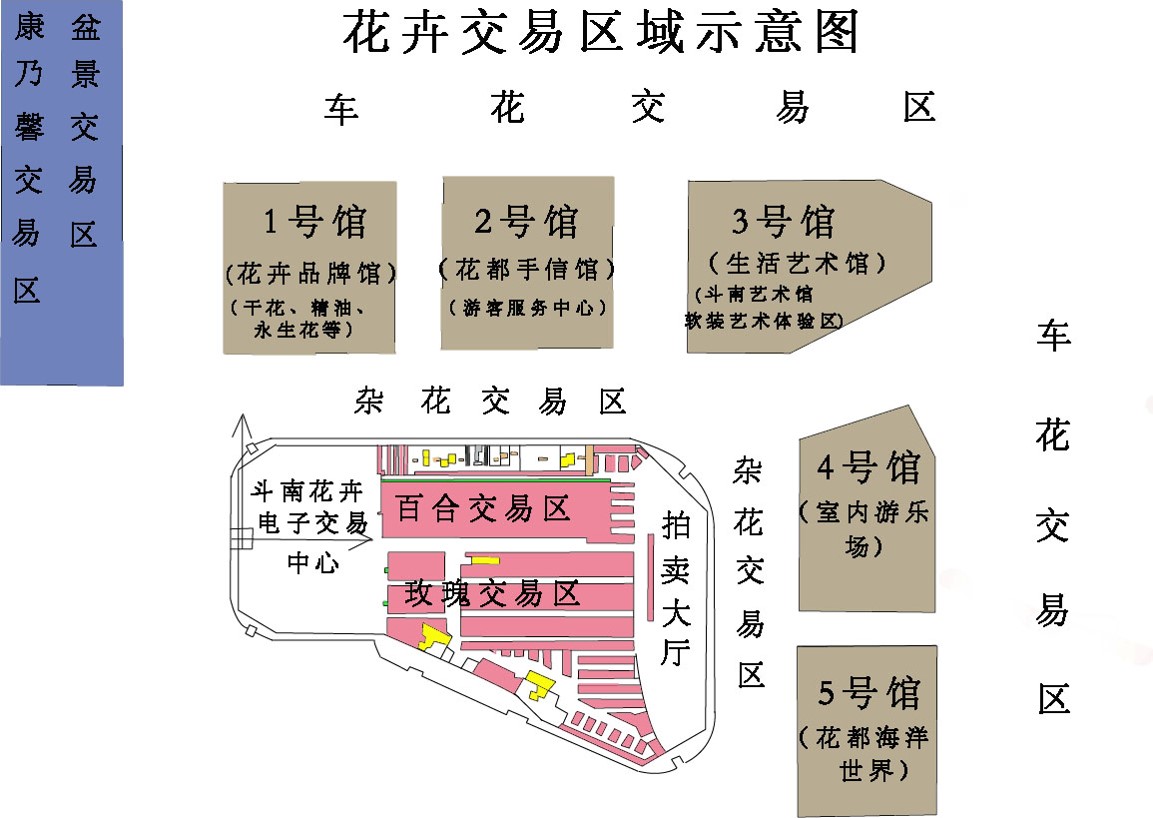 花卉交易区域示意图
盆景交易区
康乃馨交易区
车花交易区
1号馆
(花卉品牌馆)
(干花、精油、
永生花等)
2号馆
(花都手信馆)
(游客服务中心)
3号馆
(生活艺术馆)
(斗南艺术馆
软装艺术体验区)
车花交易区
杂花交易区
斗南花卉
电子交易
中心
百合交易区
玫瑰交易区
拍卖大厅
杂花交易区
4号馆
(室内游乐
场)
5号馆
(花都海洋
世界)